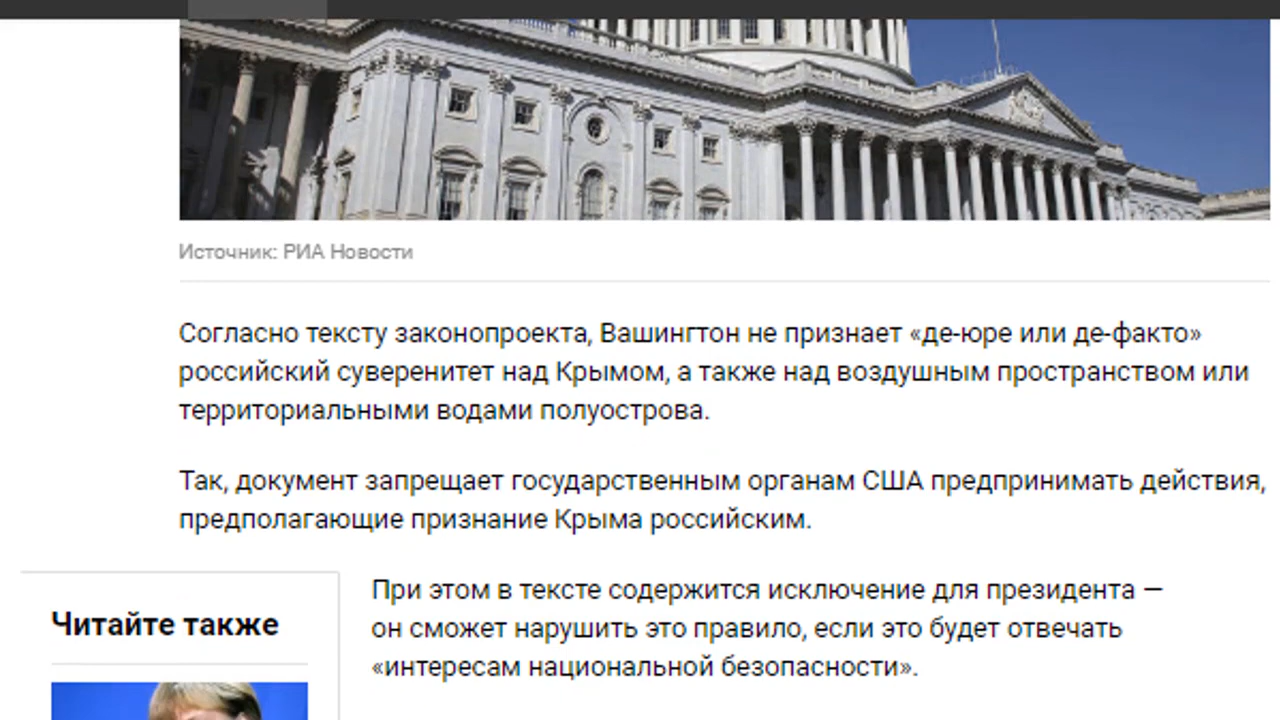 Источник: РИА Новости
Согласно тексту законопроекта, Вашингтон не признает «де-юре или де-факто»
российский суверенитет над Крымом, а также над воздушным пространством или
территориальными водами полуострова.
Так, документ запрещает государственным органам США предпринимать действия,
предполагающие признание Крыма российским.
При этом в тексте содержится исключение для президента —
он сможет нарушить это правило, если это будет отвечать
«интересам национальной безопасности».
Читайте также